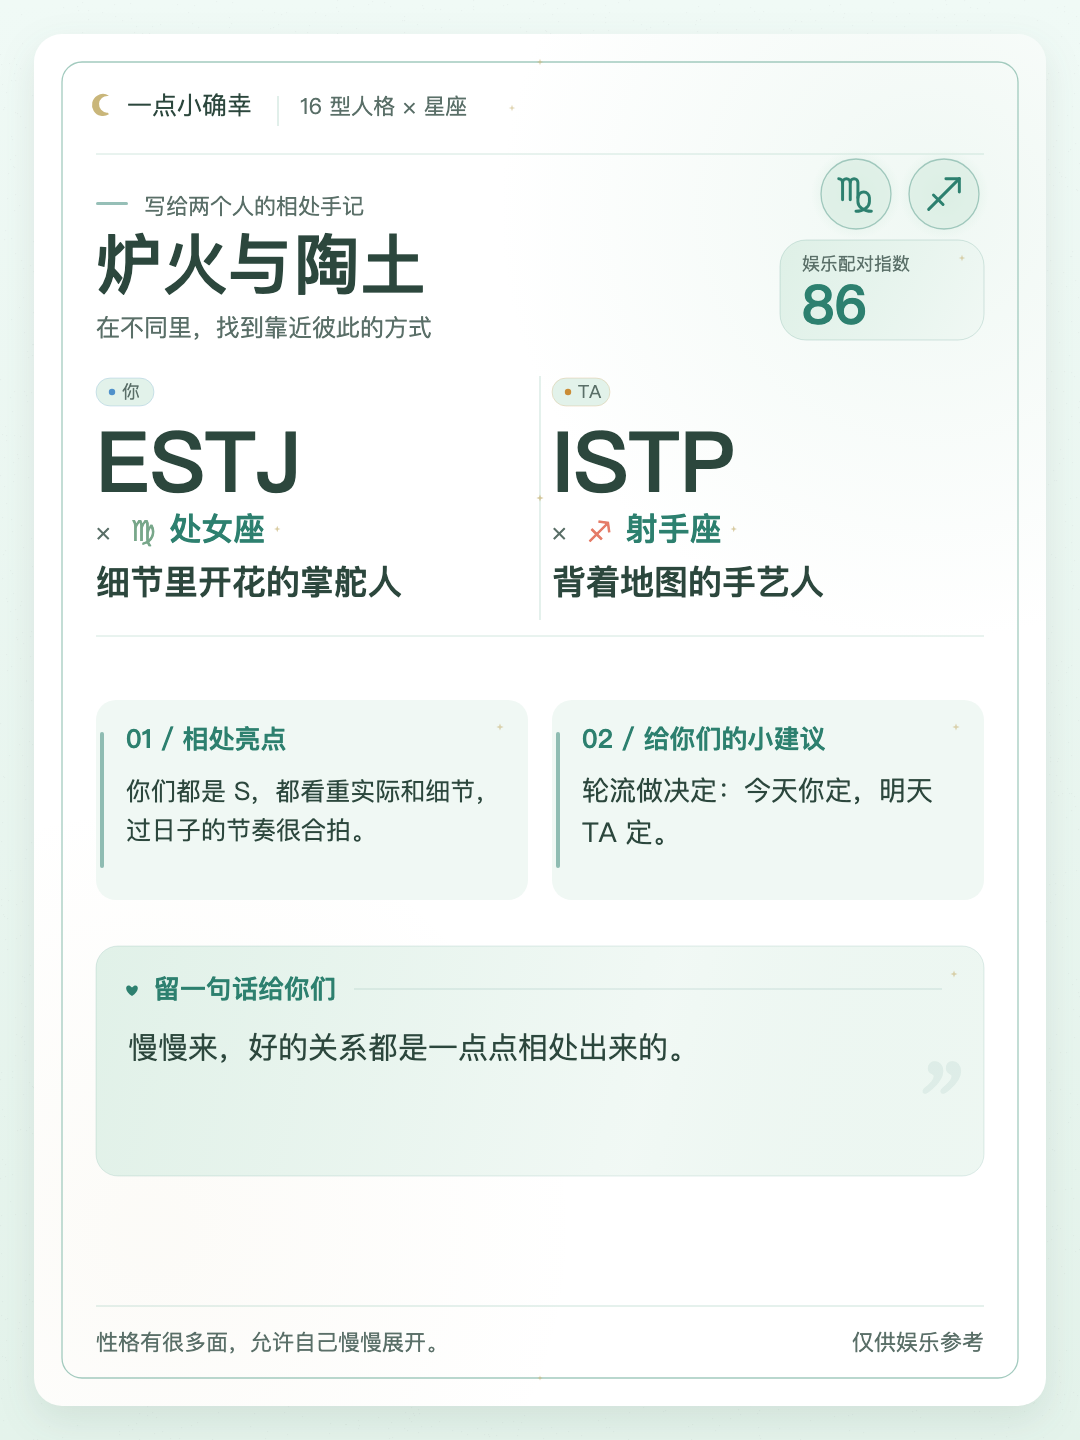 一点小确幸
16 型人格 × 星座
写给两个人的相处手记
炉火与陶土
在不同里，找到靠近彼此的方式
娱乐配对指数
86
你
ESTJ
× 处女座
细节里开花的掌舵人
TA
ISTP
× 射手座
背着地图的手艺人
01 / 相处亮点
你们都是 S，都看重实际和细节，
过日子的节奏很合拍。
02 / 给你们的小建议
轮流做决定：今天你定，明天
TA 定。
留一句话给你们
慢慢来，好的关系都是一点点相处出来的。
”
性格有很多面，允许自己慢慢展开。
仅供娱乐参考